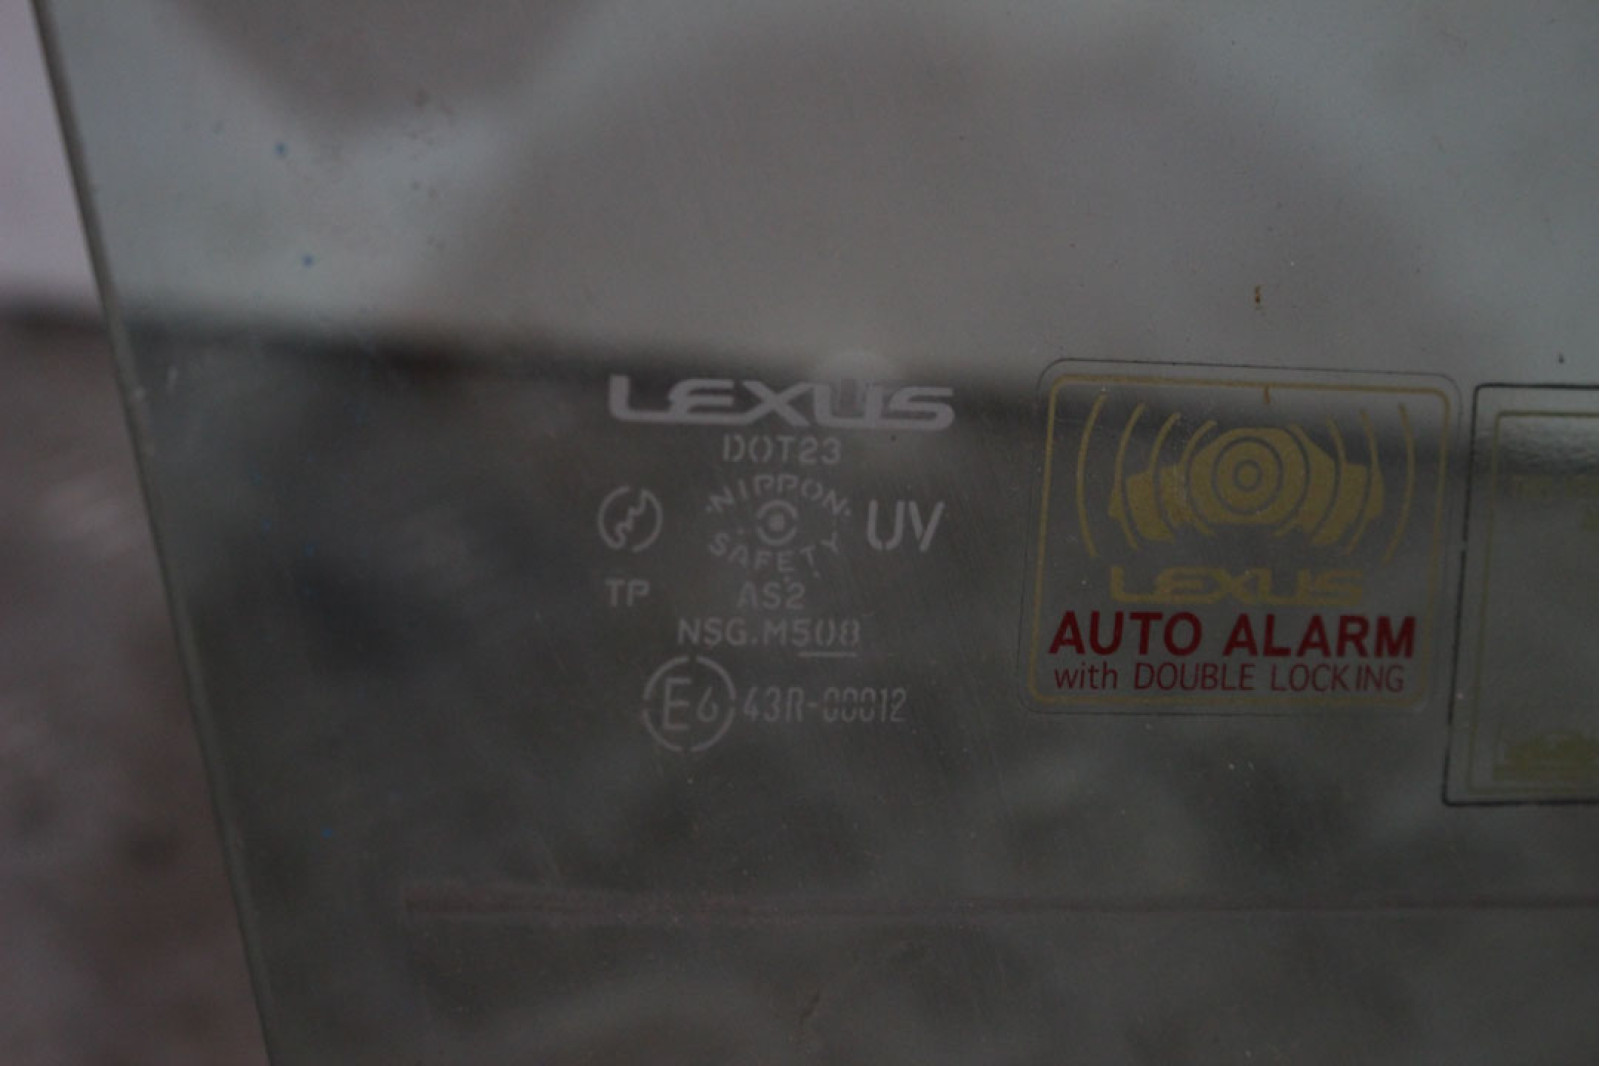 LEXUS
DOT23
NIPPON
SAFETY
UV
TP
AS2
NSG.M508
E6 43R-00012
LEXUS
AUTO ALARM
with DOUBLE LOCKING